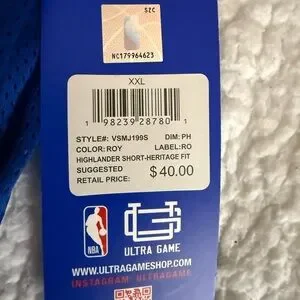 SZC
NC179964623
XXL
1 98239 28780 1
STYLE#: VSMJ199S DIM: PH
COLOR: ROY LABEL: RO
HIGHLANDER SHORT-HERITAGE FIT
SUGGESTED
RETAIL PRICE: $40.00
NBA
ULTRA GAME
WWW.ULTRAGAMESHOP.COM
INSTAGRAM ULTRAGAME